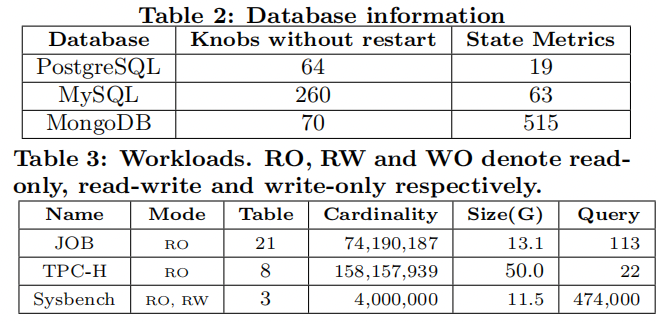 Table 2: Database information
Database Knobs without restart State Metrics
PostgreSQL 64 19
MySQL 260 63
MongoDB 70 515
Table 3: Workloads. RO, RW and WO denote read-
only, read-write and write-only respectively.
Name Mode Table Cardinality Size(G) Query
JOB RO 21 74,190,187 13.1 113
TPC-H RO 8 158,157,939 50.0 22
Sysbench RO, RW 3 4,000,000 11.5 474,000